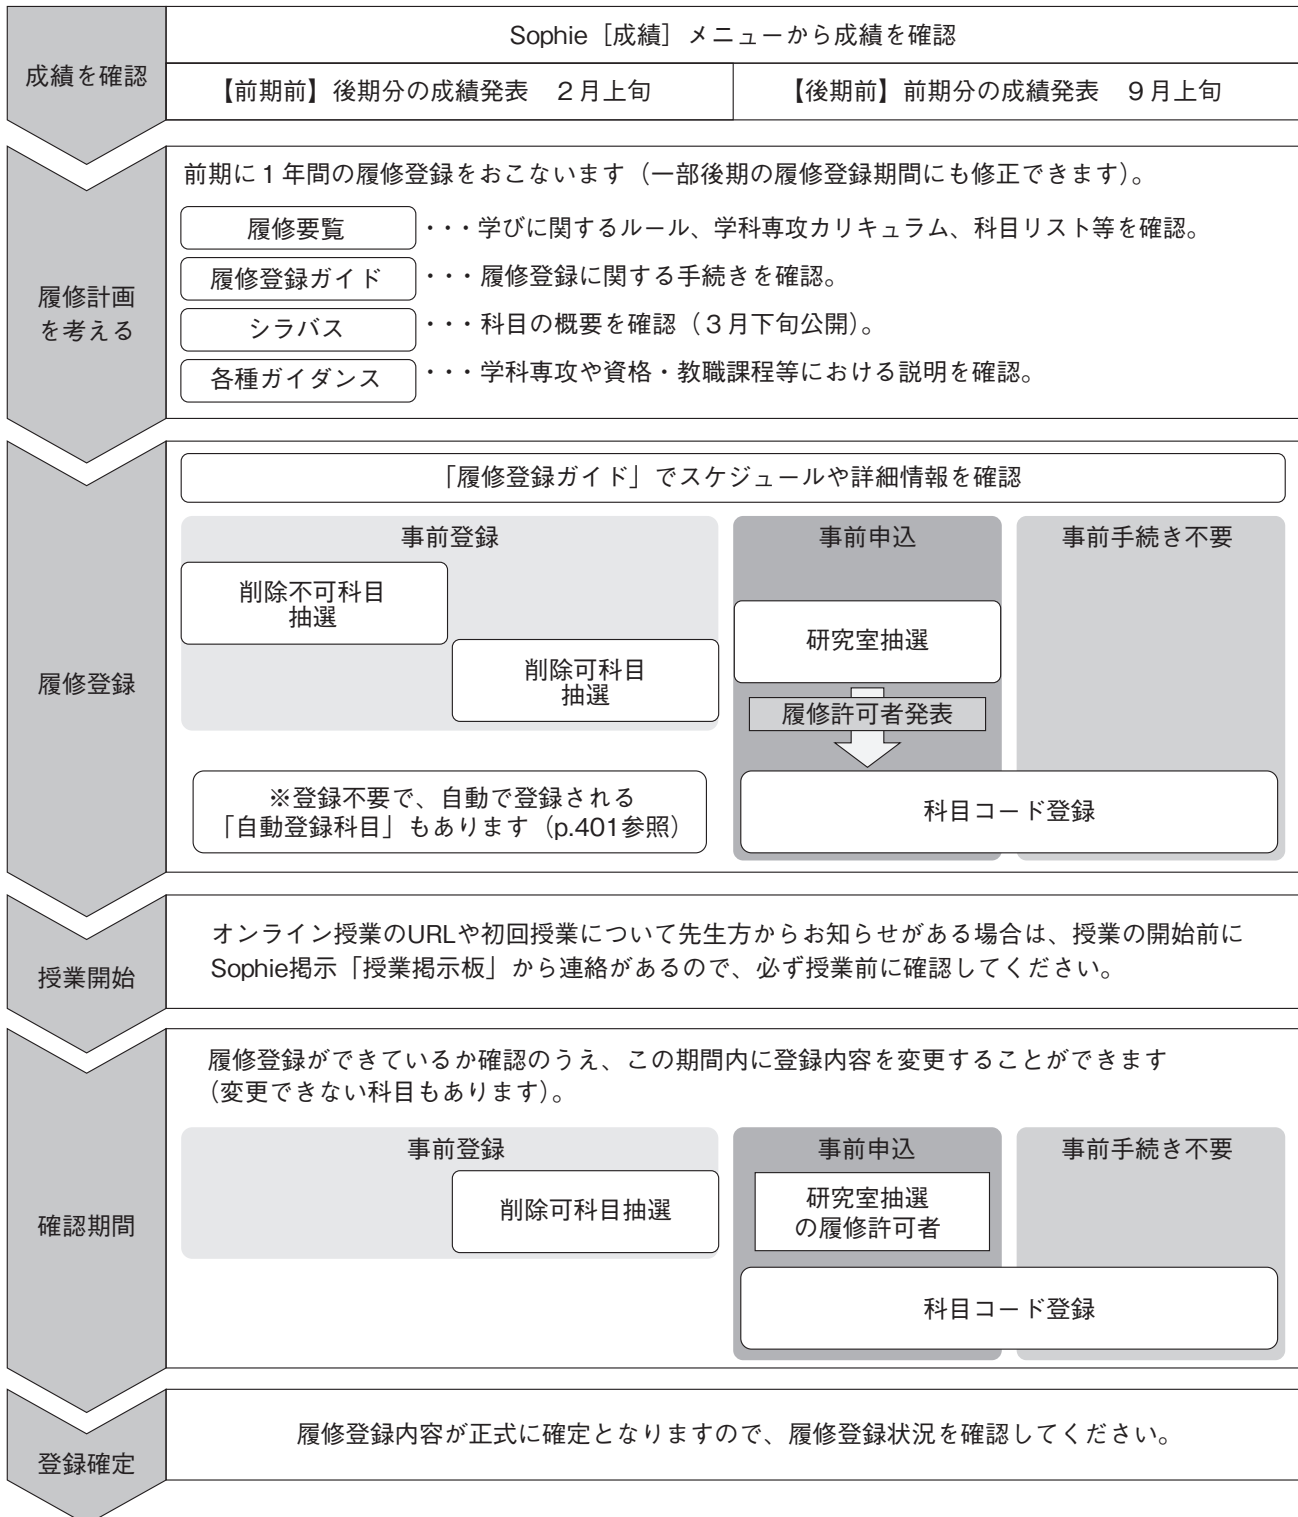 成績を確認
Sophie［成績］メニューから成績を確認
【前期前】後期分の成績発表　２月上旬
【後期前】前期分の成績発表　９月上旬
履修計画
を考える
前期に１年間の履修登録をおこないます（一部後期の履修登録期間にも修正できます）。
履修要覧　・・・学びに関するルール、学科専攻カリキュラム、科目リスト等を確認。
履修登録ガイド　・・・履修登録に関する手続きを確認。
シラバス　・・・科目の概要を確認（３月下旬公開）。
各種ガイダンス　・・・学科専攻や資格・教職課程等における説明を確認。
履修登録
「履修登録ガイド」でスケジュールや詳細情報を確認
事前登録
削除不可科目
抽選
削除可科目
抽選
※登録不要で、自動で登録される
「自動登録科目」もあります（p.401参照）
事前申込
研究室抽選
履修許可者発表
事前手続き不要
科目コード登録
授業開始
オンライン授業のURLや初回授業について先生方からお知らせがある場合は、授業の開始前に
Sophie掲示「授業掲示板」から連絡があるので、必ず授業前に確認してください。
確認期間
履修登録ができているか確認のうえ、この期間内に登録内容を変更することができます
（変更できない科目もあります）。
事前登録
削除可科目抽選
事前申込
研究室抽選
の履修許可者
事前手続き不要
科目コード登録
登録確定
履修登録内容が正式に確定となりますので、履修登録状況を確認してください。